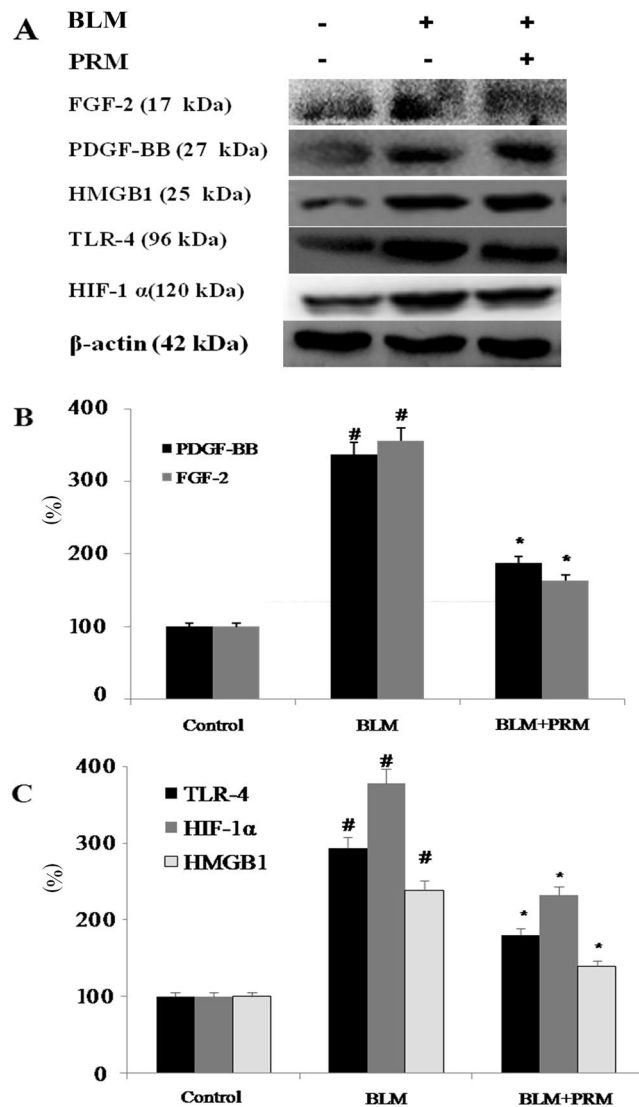 A
BLM - + +
PRM - - +
FGF-2 (17 kDa)
PDGF-BB (27 kDa)
HMGB1 (25 kDa)
TLR-4 (96 kDa)
HIF-1 α(120 kDa)
β-actin (42 kDa)
B
400
300
200
100
0
(%)
PDGF-BB
FGF-2
# #
* *
Control BLM BLM+PRM
C
400
300
200
100
0
(%)
TLR-4
HIF-1α
HMGB1
# # #
* * *
Control BLM BLM+PRM